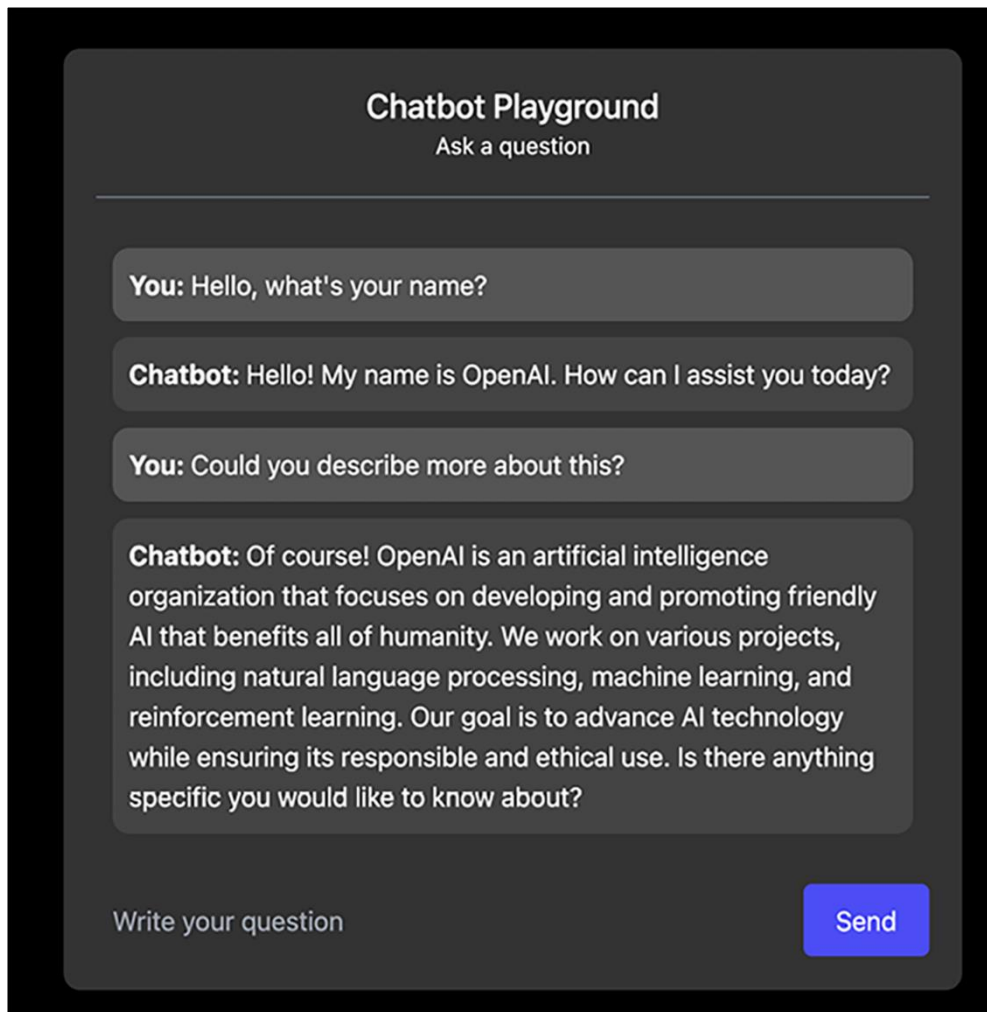 Chatbot Playground
Ask a question
You: Hello, what's your name?
Chatbot: Hello! My name is OpenAI. How can I assist you today?
You: Could you describe more about this?
Chatbot: Of course! OpenAI is an artificial intelligence
organization that focuses on developing and promoting friendly
AI that benefits all of humanity. We work on various projects,
including natural language processing, machine learning, and
reinforcement learning. Our goal is to advance AI technology
while ensuring its responsible and ethical use. Is there anything
specific you would like to know about?
Write your question
Send